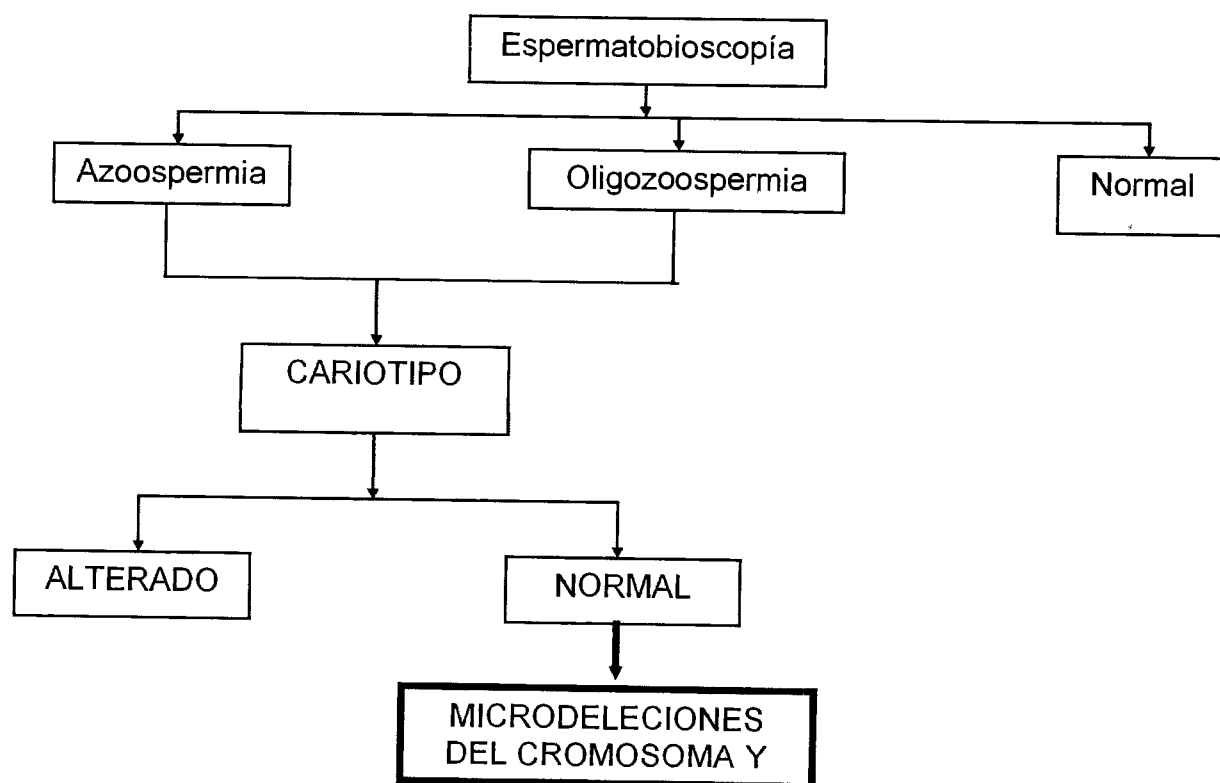 Espermatobioscopía
Azoospermia
Oligozoospermia
Normal
CARIOTIPO
ALTERADO
NORMAL
MICRODELECIONES
DEL CROMOSOMA Y